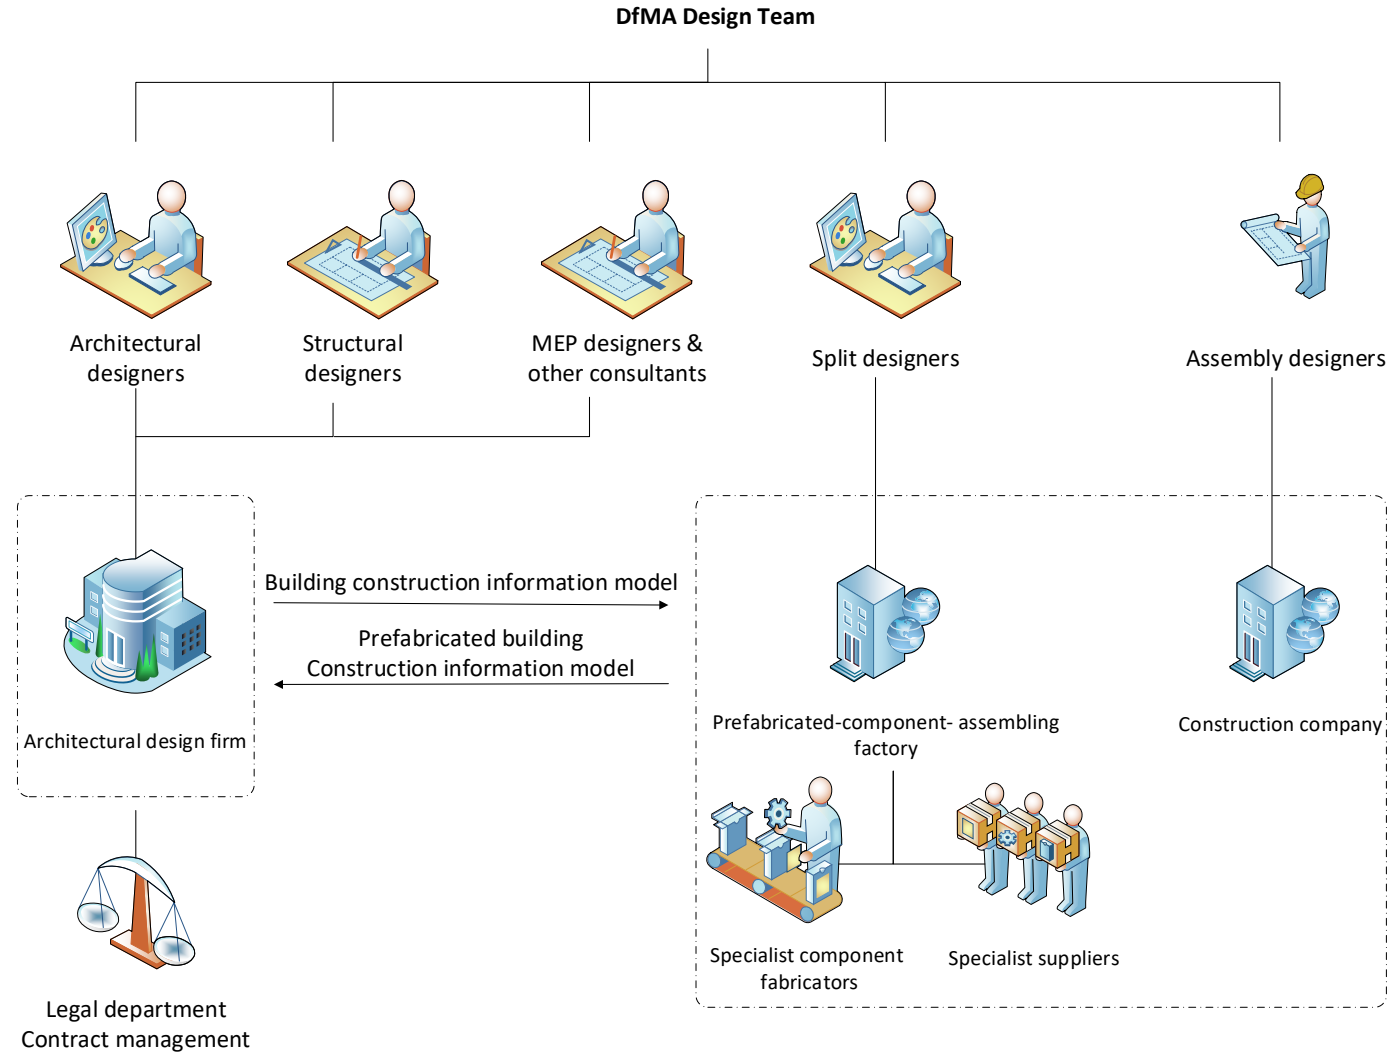 DfMA Design Team
Architectural
designers
Structural
designers
MEP designers &
other consultants
Split designers
Assembly designers
Building construction information model
Prefabricated building
Construction information model
Architectural design firm
Prefabricated-component- assembling
factory
Construction company
Specialist component
fabricators
Specialist suppliers
Legal department
Contract management